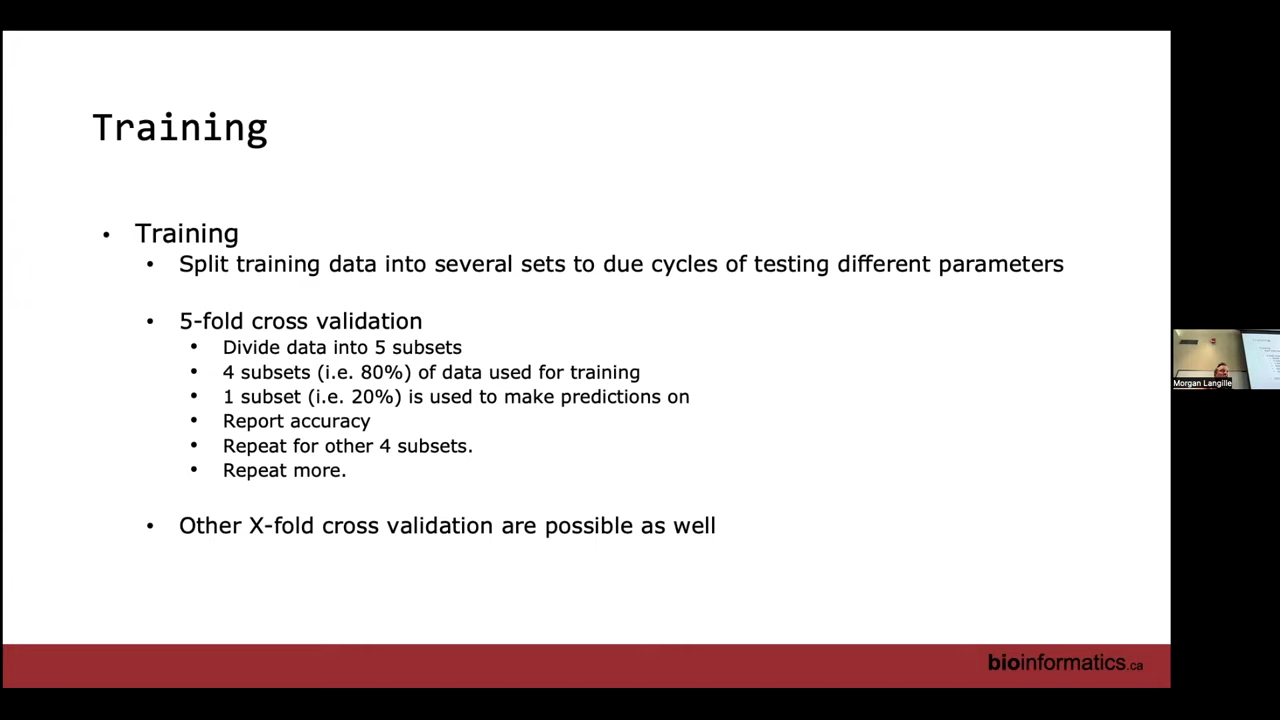 Training
• Training
• Split training data into several sets to due cycles of testing different parameters
• 5-fold cross validation
• Divide data into 5 subsets
• 4 subsets (i.e. 80%) of data used for training
• 1 subset (i.e. 20%) is used to make predictions on
• Report accuracy
• Repeat for other 4 subsets.
• Repeat more.
• Other X-fold cross validation are possible as well
Morgan Langille
bioinformatics.ca